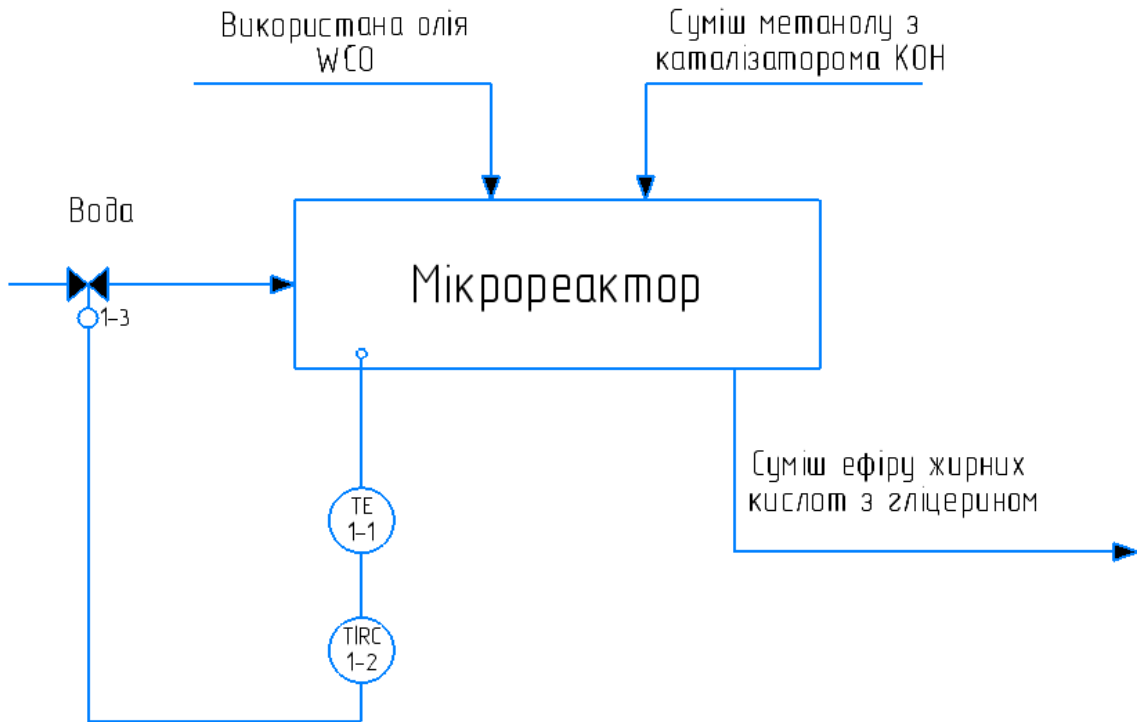 Використана олія
WCO
Суміш метанолу з
каталізаторома КОН
Вода
1-3
Мікрореактор
TE
1-1
TIRC
1-2
Суміш ефіру жирних
кислот з гліцерином